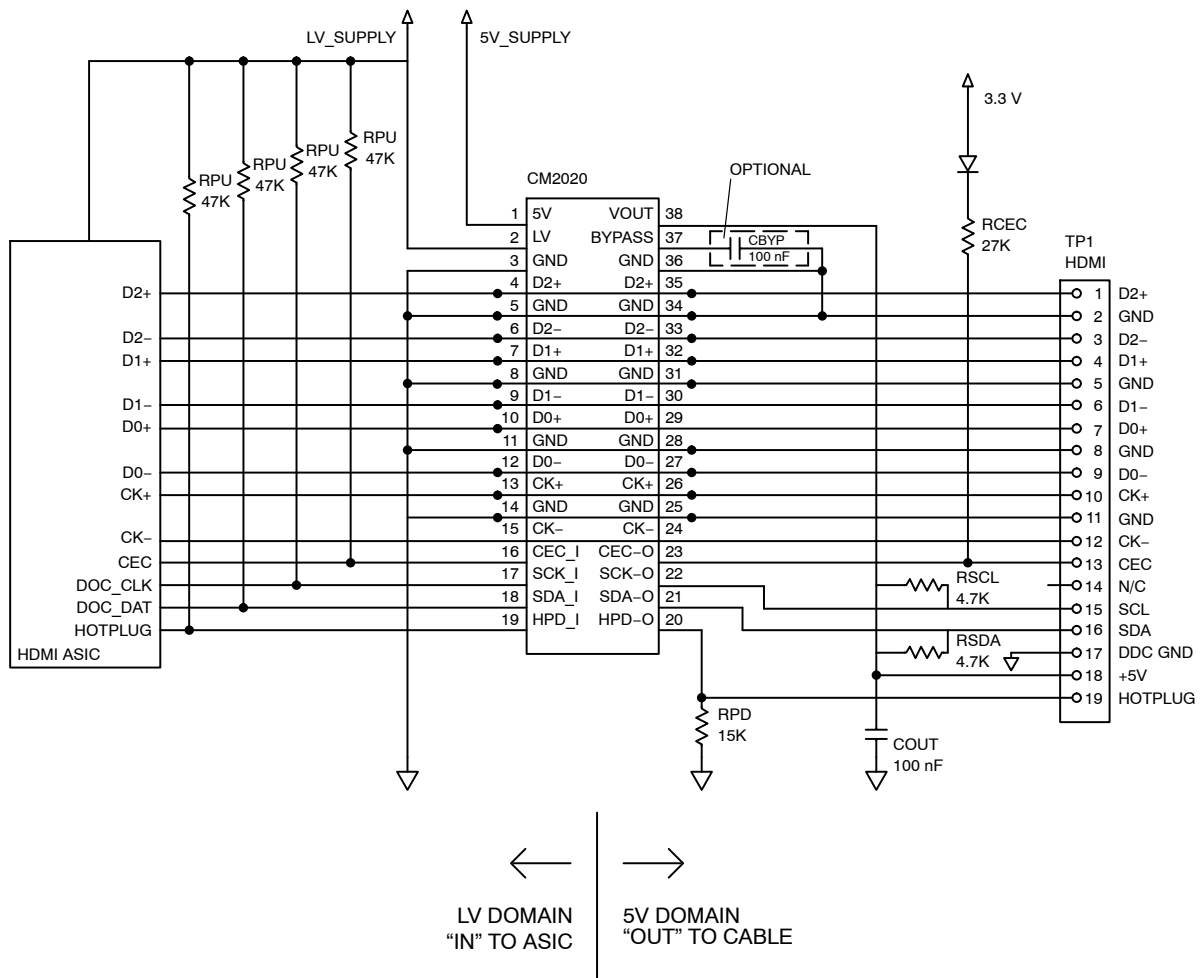 LV_SUPPLY
5V_SUPPLY
3.3 V
RPU
47K
RPU
47K
RPU
47K
RPU
47K
OPTIONAL
CM2020
1 5V VOUT 38
2 LV BYPASS 37
3 GND GND 36
4 D2+ D2+ 35
5 GND GND 34
6 D2− D2− 33
7 D1+ D1+ 32
8 GND GND 31
9 D1− D1− 30
10 D0+ D0+ 29
11 GND GND 28
12 D0− D0− 27
13 CK+ CK+ 26
14 GND GND 25
15 CK− CK− 24
16 CEC_I CEC−O 23
17 SCK_I SCK−O 22
18 SDA_I SDA−O 21
19 HPD_I HPD−O 20
CBYP
100 nF
RCEC
27K
TP1
HDMI
1 D2+
2 GND
3 D2−
4 D1+
5 GND
6 D1−
7 D0+
8 GND
9 D0−
10 CK+
11 GND
12 CK−
13 CEC
14 N/C
15 SCL
16 SDA
17 DDC GND
18 +5V
19 HOTPLUG
D2+
D2−
D1+
D1−
D0+
D0−
CK+
CK−
CEC
DOC_CLK
DOC_DAT
HOTPLUG
HDMI ASIC
RSCL
4.7K
RSDA
4.7K
RPD
15K
COUT
100 nF
LV DOMAIN
“IN” TO ASIC
5V DOMAIN
“OUT” TO CABLE